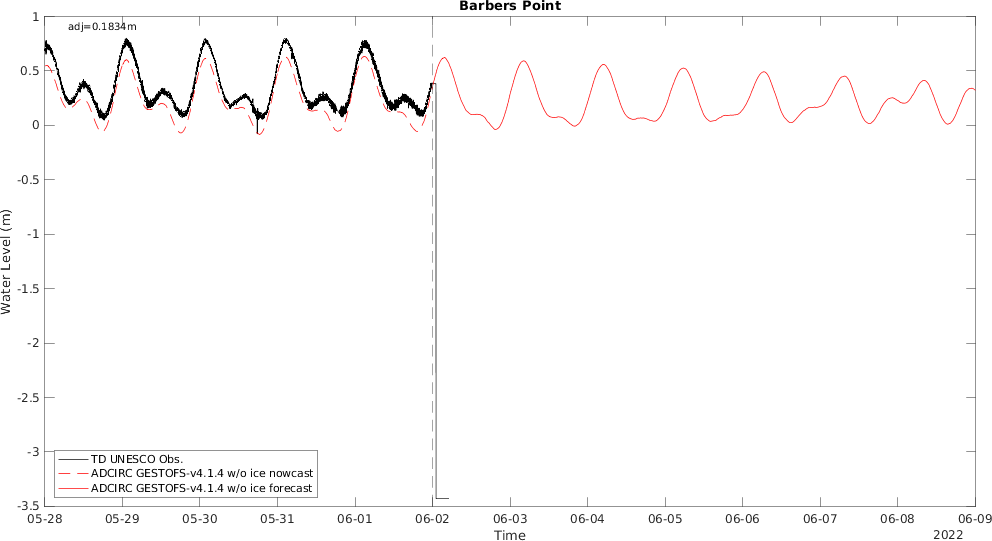 Barbers Point
adj=0.1834m
1
0.5
0
-0.5
-1
-1.5
-2
-2.5
-3
-3.5
Water Level (m)
TD UNESCO Obs.
ADCIRC GESTOFS-v4.1.4 w/o ice nowcast
ADCIRC GESTOFS-v4.1.4 w/o ice forecast
05-28 05-29 05-30 05-31 06-01 06-02 06-03 06-04 06-05 06-06 06-07 06-08 06-09
Time
2022